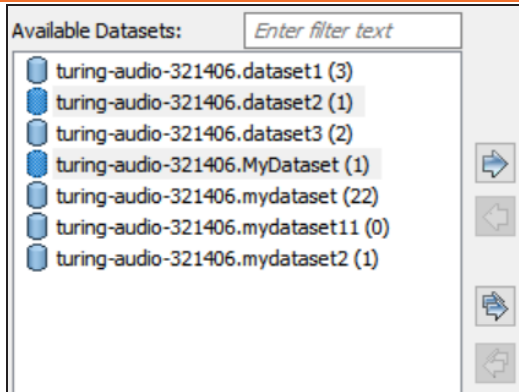 Available Datasets: Enter filter text
turing-audio-321406.dataset1 (3)
turing-audio-321406.dataset2 (1)
turing-audio-321406.dataset3 (2)
turing-audio-321406.MyDataset (1)
turing-audio-321406.mydataset (22)
turing-audio-321406.mydataset11 (0)
turing-audio-321406.mydataset2 (1)